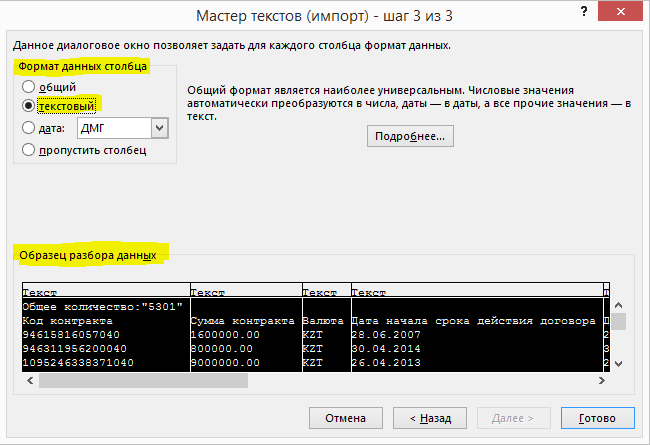 Мастер текстов (импорт) - шаг 3 из 3
?
Данное диалоговое окно позволяет задать для каждого столбца формат данных.
Формат данных столбца
общий
текстовый
дата: ДМГ
пропустить столбец
Общий формат является наиболее универсальным. Числовые значения
автоматически преобразуются в числа, даты — в даты, а все прочие значения — в
текст.
Подробнее...
Образец разбора данных
Текст Текст Текст Текст Т
Общее количество:"5301"
Код контракта Сумма контракта Валюта Дата начала срока действия договора
94615816057040 1600000.00 KZT 28.06.2007 2
946311956200040 800000.00 KZT 30.04.2014 3
1095246338371040 9000000.00 KZT 26.04.2013 2
Отмена
< Назад
Далее >
Готово